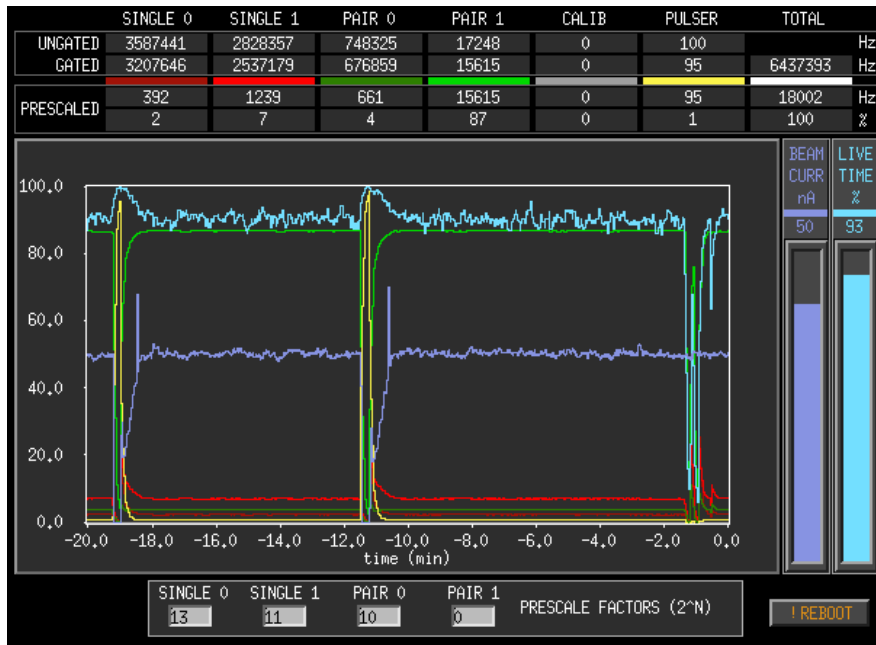 SINGLE 0 SINGLE 1 PAIR 0 PAIR 1 CALIB PULSER TOTAL
UNGATED 3587441 2828357 748325 17248 0 100 Hz
GATED 3207646 2537179 676859 15615 0 95 6437393 Hz
PRESCALED 392 1239 661 15615 0 95 18002 Hz
2 7 4 87 0 1 100 %
BEAM CURR nA 50
LIVE TIME % 93
100.0
80.0
60.0
40.0
20.0
0.0
-20.0 -18.0 -16.0 -14.0 -12.0 -10.0 -8.0 -6.0 -4.0 -2.0 0.0
time (min)
SINGLE 0 SINGLE 1 PAIR 0 PAIR 1
13 11 10 0 PRESCALE FACTORS (2^N)
!REBOOT